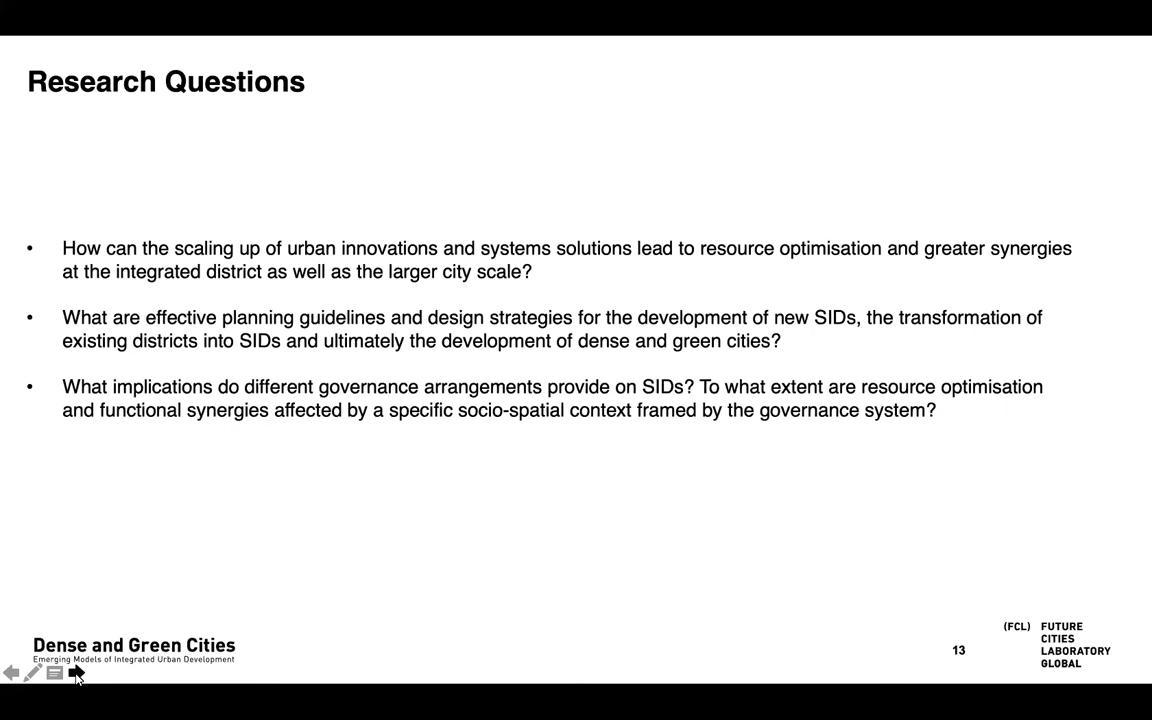 Research Questions
• How can the scaling up of urban innovations and systems solutions lead to resource optimisation and greater synergies
at the integrated district as well as the larger city scale?
• What are effective planning guidelines and design strategies for the development of new SIDs, the transformation of
existing districts into SIDs and ultimately the development of dense and green cities?
• What implications do different governance arrangements provide on SIDs? To what extent are resource optimisation
and functional synergies affected by a specific socio-spatial context framed by the governance system?
Dense and Green Cities
Emerging Models of Integrated Urban Development
13
(FCL) FUTURE
CITIES
LABORATORY
GLOBAL